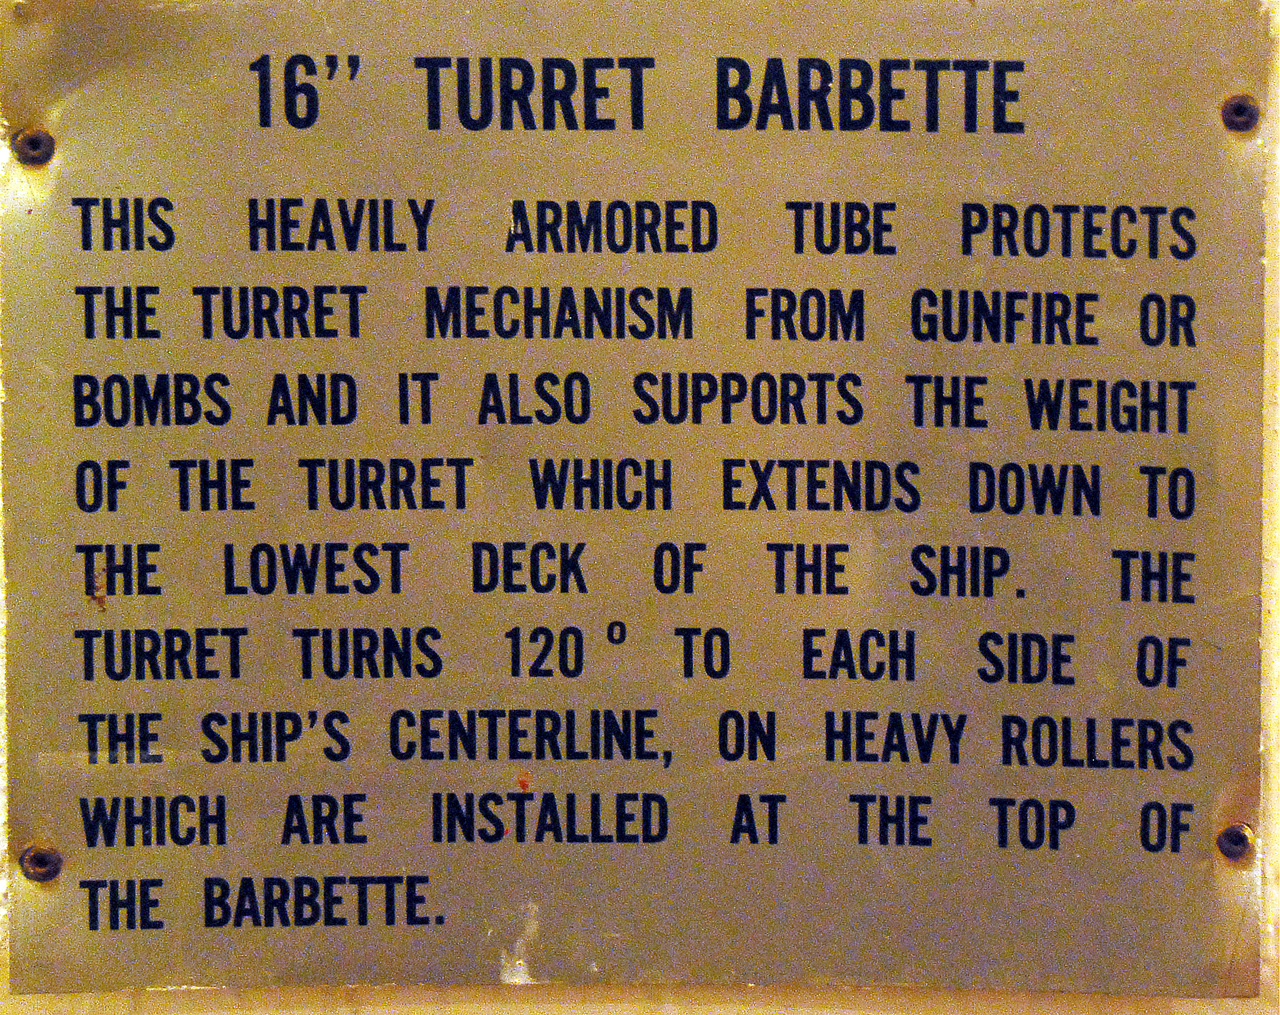 16” TURRET BARBETTE
THIS HEAVILY ARMORED TUBE PROTECTS
THE TURRET MECHANISM FROM GUNFIRE OR
BOMBS AND IT ALSO SUPPORTS THE WEIGHT
OF THE TURRET WHICH EXTENDS DOWN TO
THE LOWEST DECK OF THE SHIP. THE
TURRET TURNS 120° TO EACH SIDE OF
THE SHIP’S CENTERLINE, ON HEAVY ROLLERS
WHICH ARE INSTALLED AT THE TOP OF
THE BARBETTE.